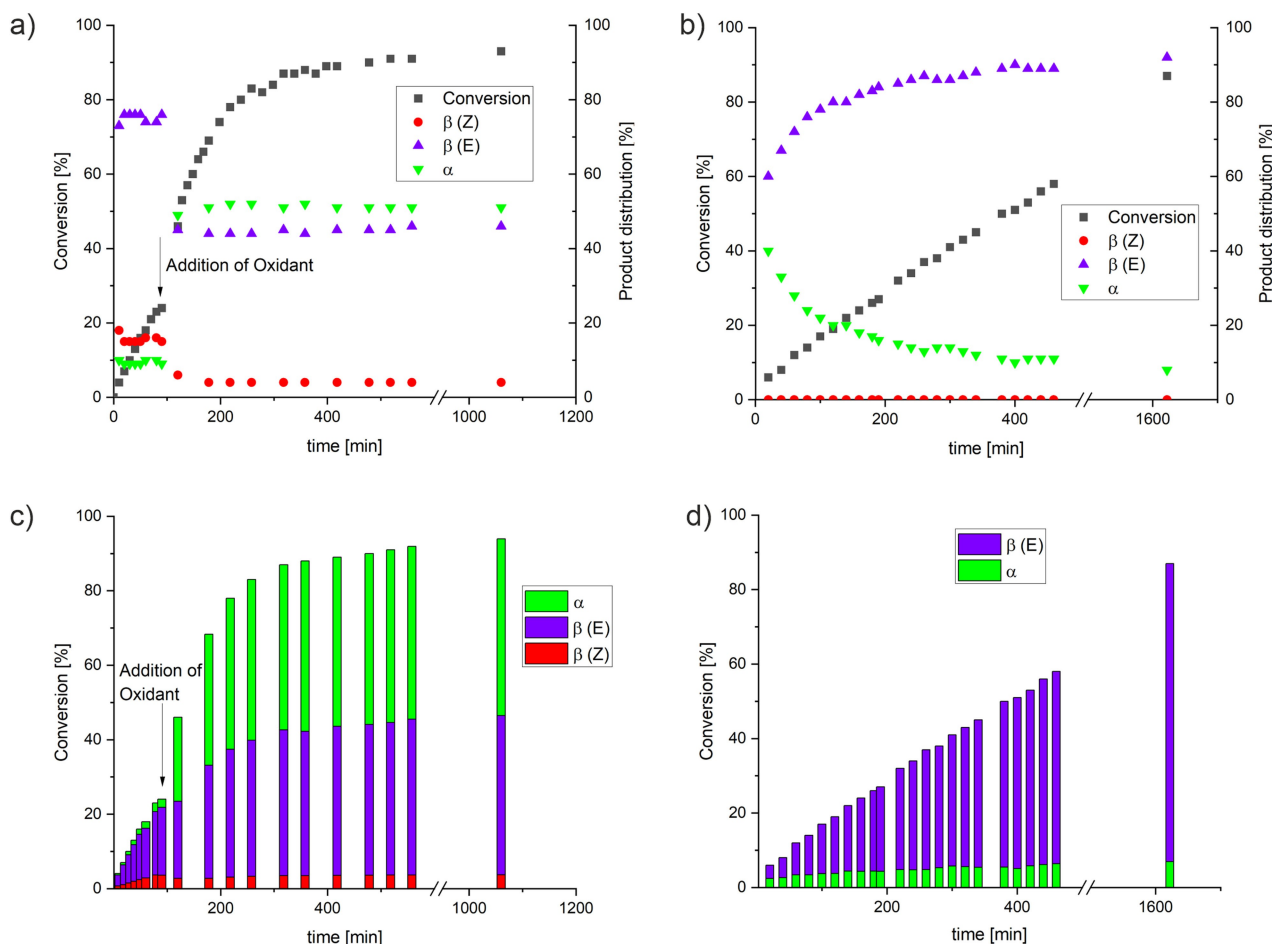 a)
100
80
60
40
20
0
Conversion [%]
100
80
60
40
20
0
Product distribution [%]
Conversion
β (Z)
β (E)
α
Addition of Oxidant
0
200
400
1000
1200
time [min]
b)
100
80
60
40
20
0
Conversion [%]
100
80
60
40
20
0
Product distribution [%]
Conversion
β (Z)
β (E)
α
0
200
400
1600
time [min]
c)
100
80
60
40
20
0
Conversion [%]
α
β (E)
β (Z)
Addition of
Oxidant
200
400
1000
1200
time [min]
d)
100
80
60
40
20
0
Conversion [%]
β (E)
α
200
400
1600
time [min]